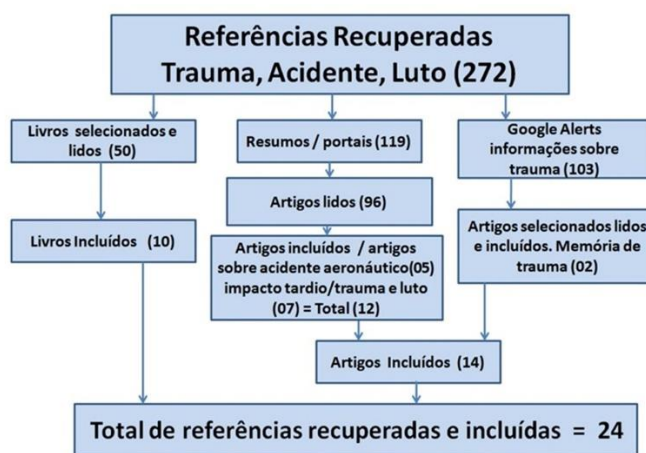 Referências Recuperadas
Trauma, Acidente, Luto (272)
Livros selecionados e
lidos (50)
Resumos / portais (119)
Google Alerts
informações sobre
trauma (103)
Artigos lidos (96)
Livros Incluídos (10)
Artigos incluídos / artigos
sobre acidente aeronáutico(05)
impacto tardio/trauma e luto
(07) = Total (12)
Artigos selecionados lidos
e incluídos. Memória de
trauma (02)
Artigos Incluídos (14)
Total de referências recuperadas e incluídas = 24